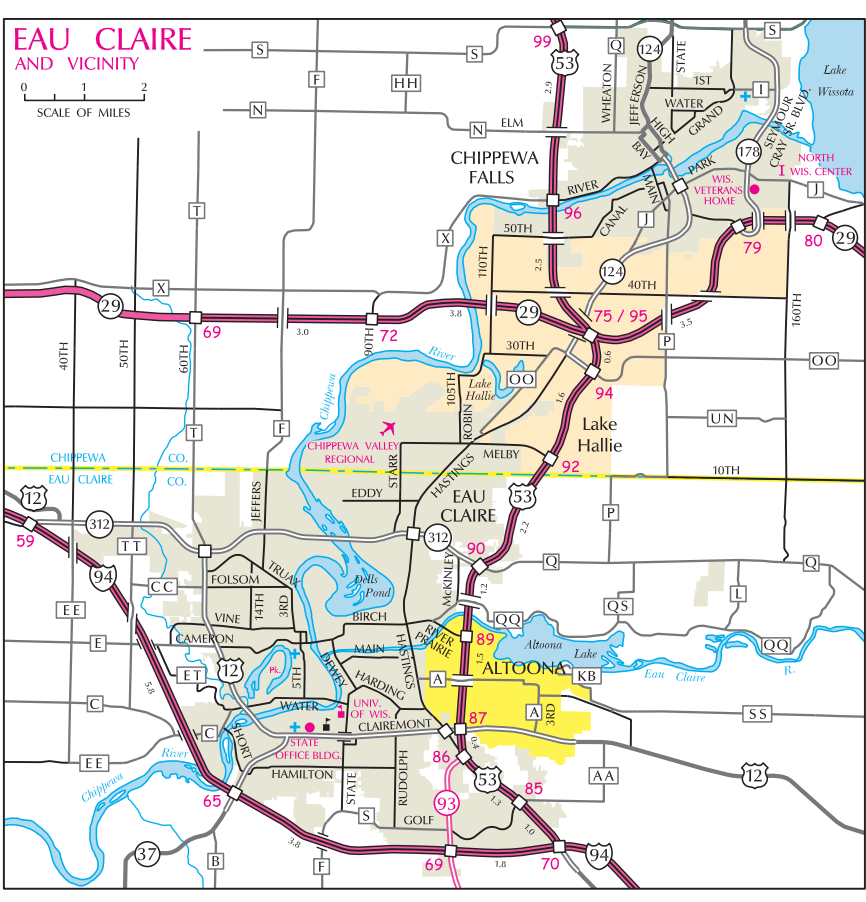 EAU CLAIRE
AND VICINITY
0 1 2
SCALE OF MILES
S
S
S
F
HH
N
N
ELM
99
53
2.9
Q
124
STATE
WHEATON
JEFFERSON
1ST
WATER
GRAND
HIGH
BAY
I
SEYMOUR
CRAY SR. BLVD.
Lake
Wissota
178
CHIPPEWA
FALLS
PARK
MAIN
RIVER
CANAL
WIS.
VETERANS
HOME
NORTH
WIS. CENTER
J
J
96
50TH
T
X
X
110TH
2.5
124
40TH
79
80
29
29
69
3.0
72
3.8
29
75 / 95
3.5
160TH
P
40TH
50TH
60TH
90TH
30TH
0.6
OO
OO
River
Chippewa
105TH
Lake
Hallie
94
1.6
ROBIN
UN
Lake
Hallie
T
F
CHIPPEWA VALLEY
REGIONAL
CHIPPEWA CO.
EAU CLAIRE CO.
STARR
HASTINGS
MELBY
92
10TH
EDDY
EAU
CLAIRE
53
2.2
P
12
59
312
JEFFERS
312
90
Q
Q
94
TT
CC
EE
FOLSOM
TRUAX
14TH
3RD
VINE
Dells
Pond
BIRCH
McKINLEY
1.2
QQ
QS
L
QQ
E
CAMERON
12
ET
Pk.
5TH
DEWEY
MAIN
HASTINGS
RIVER
PRAIRIE
89
1.5
ALTOONA
Altoona Lake
KB
Eau Claire R.
HARDING
A
A
3RD
SS
5.8
C
C
EE
WATER
UNIV.
OF WIS.
CLAIREMONT
87
0.4
SHORT
STATE
OFFICE BLDG.
86
AA
12
River
Chippewa
HAMILTON
STATE
RUDOLPH
93
53
1.3
85
65
S
GOLF
1.0
3.8
37
B
F
69
1.8
70
94